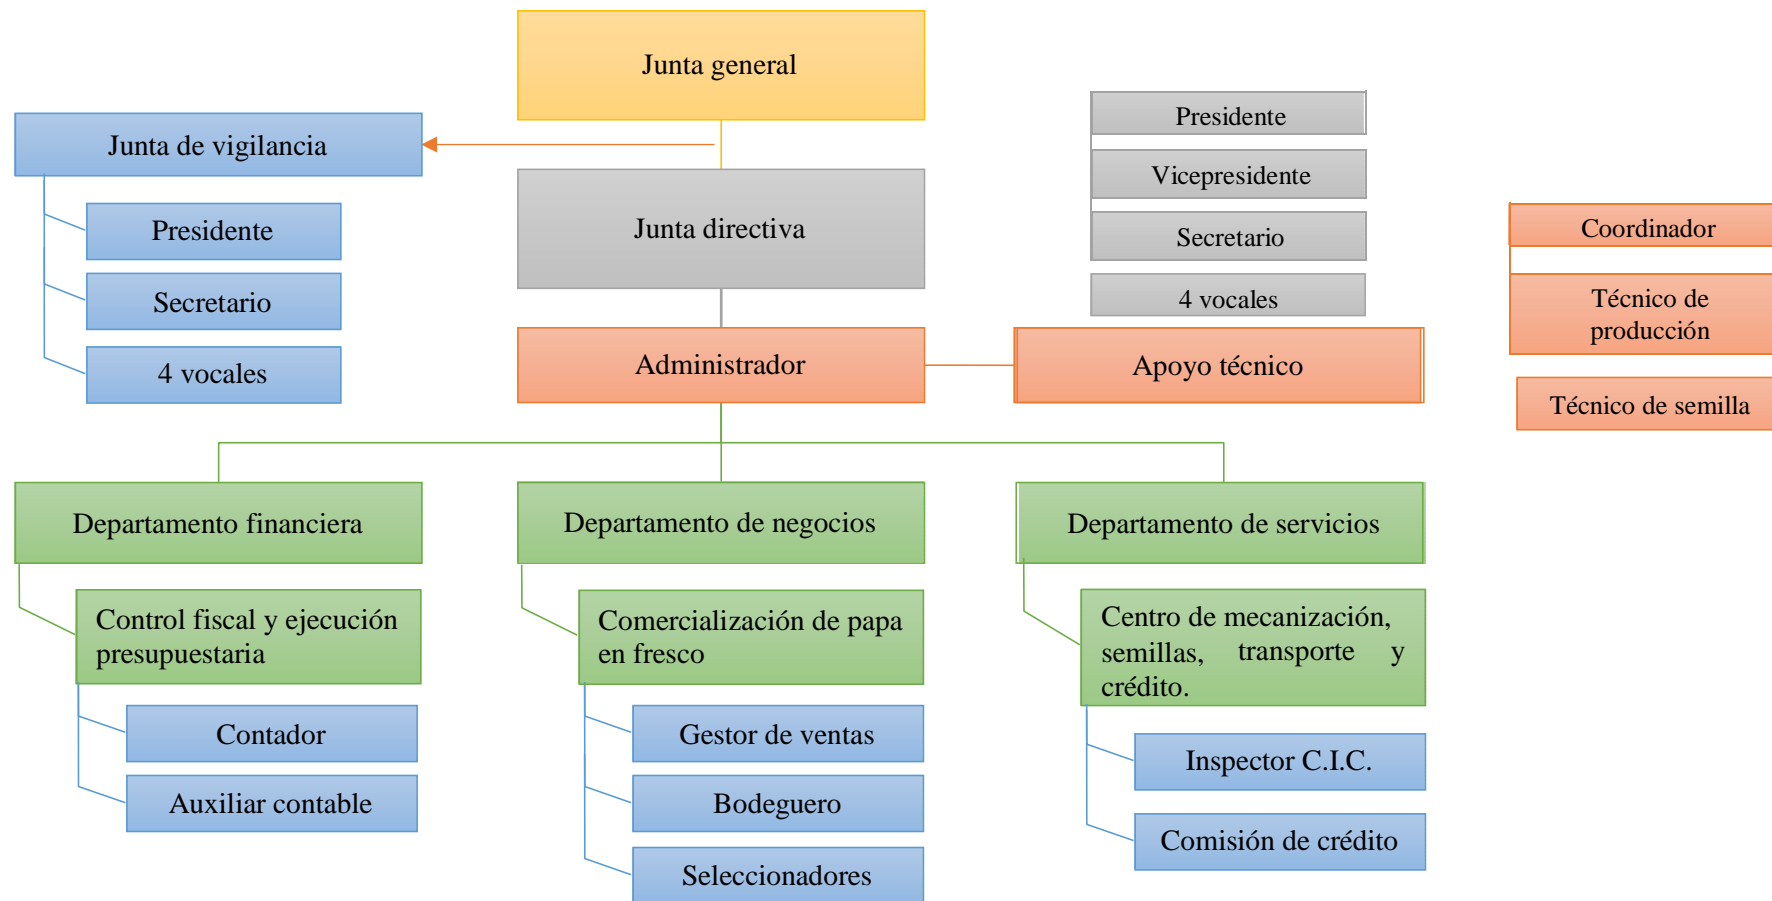 Junta general
Presidente
Junta de vigilancia
Vicepresidente
Presidente
Junta directiva
Secretario
Coordinador
Secretario
4 vocales
Técnico de
producción
4 vocales
Administrador
Apoyo técnico
Técnico de semilla
Departamento financiera
Departamento de negocios
Departamento de servicios
Control fiscal y ejecución
presupuestaria
Comercialización de papa
en fresco
Centro de mecanización,
semillas, transporte y
crédito.
Contador
Gestor de ventas
Inspector C.I.C.
Auxiliar contable
Bodeguero
Comisión de crédito
Seleccionadores